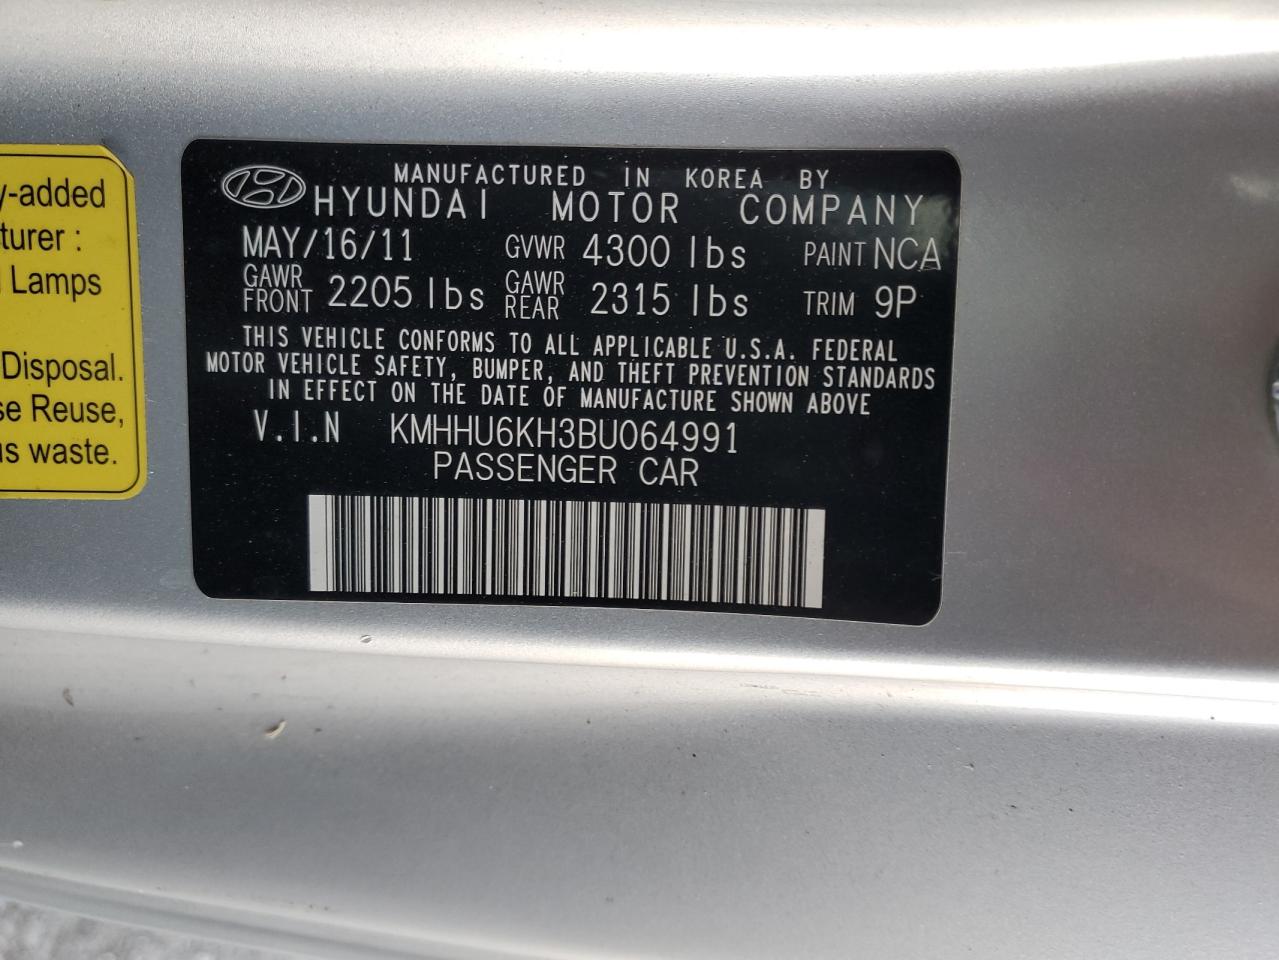 y-added
turer :
Lamps
Disposal.
se Reuse,
us waste.
MANUFACTURED IN KOREA BY
HYUNDAI MOTOR COMPANY
MAY/16/11 GVWR 4300 lbs PAINT NCA
GAWR FRONT 2205 lbs GAWR REAR 2315 lbs TRIM 9P
THIS VEHICLE CONFORMS TO ALL APPLICABLE U.S.A. FEDERAL
MOTOR VEHICLE SAFETY, BUMPER, AND THEFT PREVENTION STANDARDS
IN EFFECT ON THE DATE OF MANUFACTURE SHOWN ABOVE
V.I.N KMHHU6KH3BU064991
PASSENGER CAR